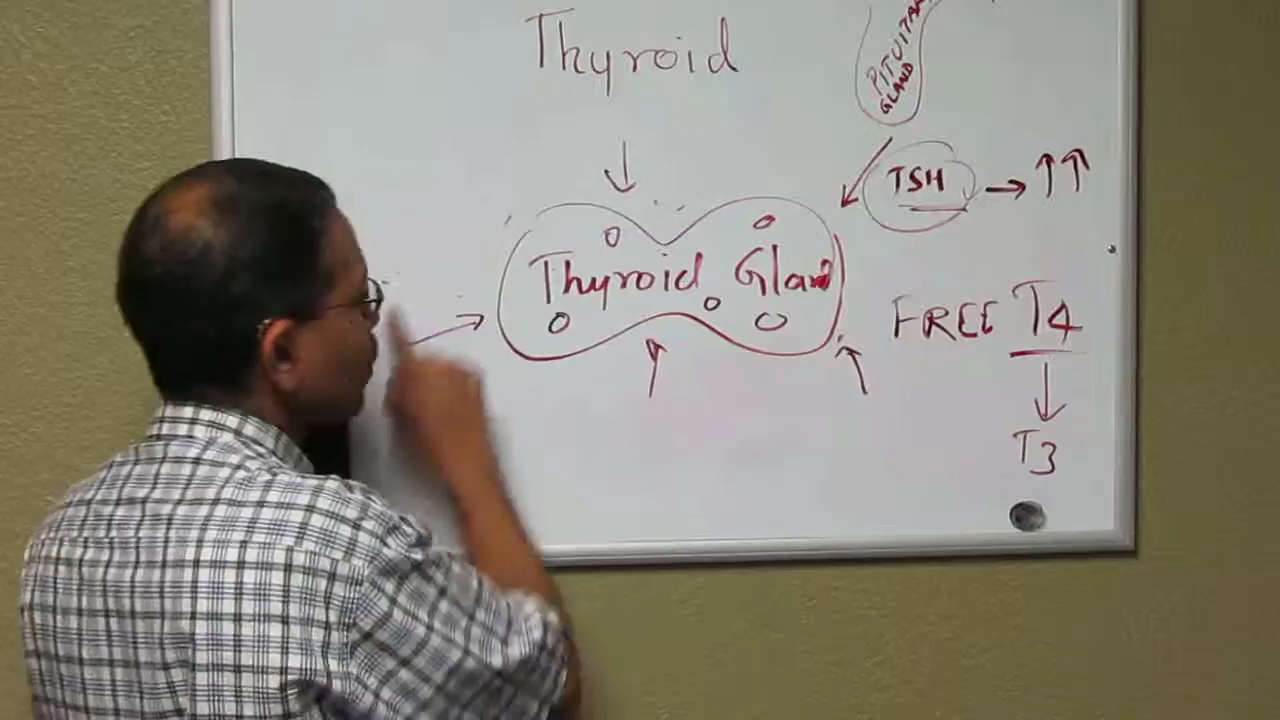 Thyroid
PITUITARY
GLAND
TSH → ↑↑
Thyroid Gland
FREE T4
T3